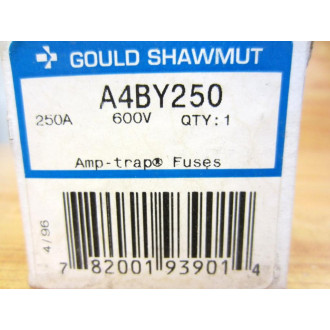 GOULD SHAWMUT
A4BY250
250A 600V QTY:1
Amp-trap® Fuses
4/96
7 82001 93901 4